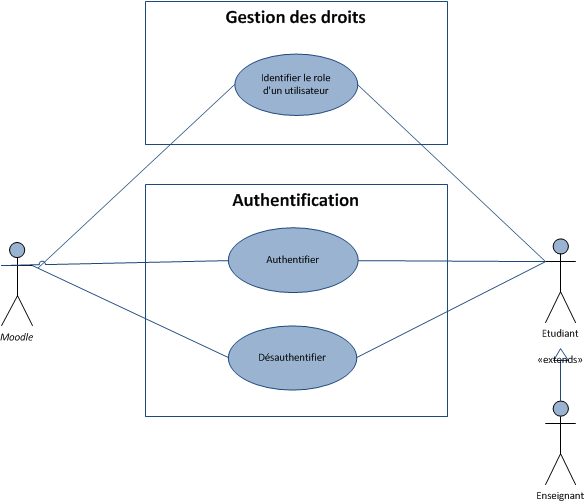 Gestion des droits
Identifier le role
d'un utilisateur
Authentification
Authentifier
Désauthentifier
Moodle
Etudiant
«extends»
Enseignant